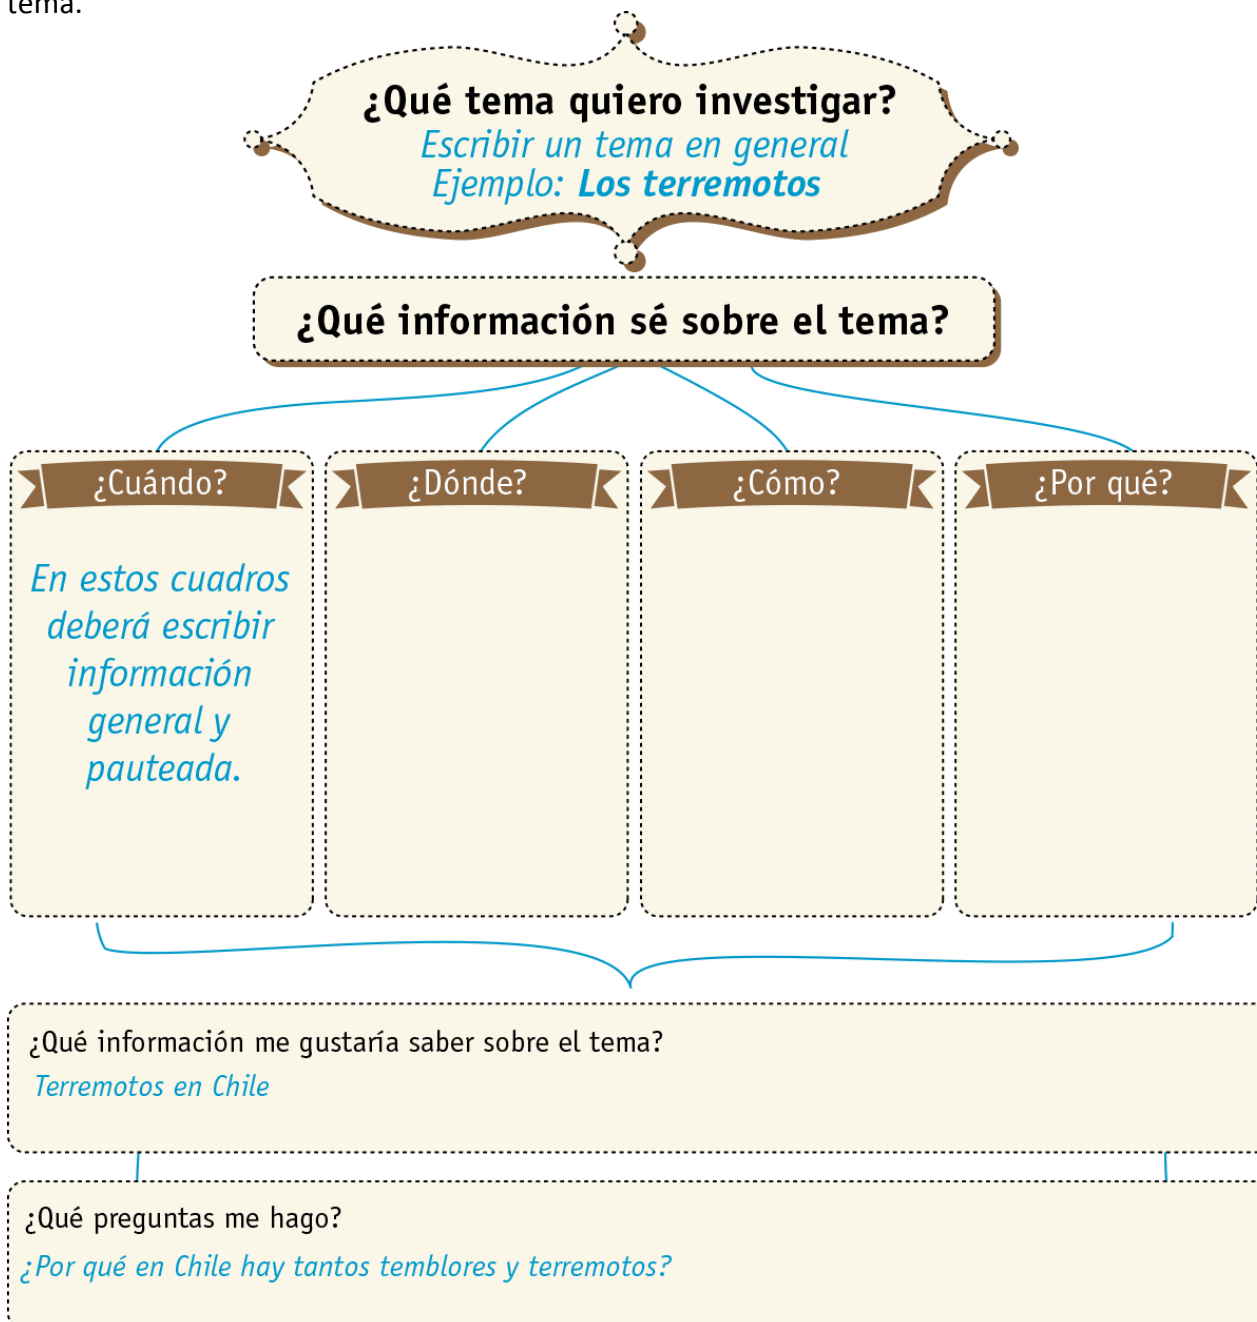 tema.
¿Qué tema quiero investigar?
Escribir un tema en general
Ejemplo: Los terremotos
¿Qué información sé sobre el tema?
¿Cuándo?
En estos cuadros
deberá escribir
información
general y
pauteada.
¿Dónde?
¿Cómo?
¿Por qué?
¿Qué información me gustaría saber sobre el tema?
Terremotos en Chile
¿Qué preguntas me hago?
¿Por qué en Chile hay tantos temblores y terremotos?